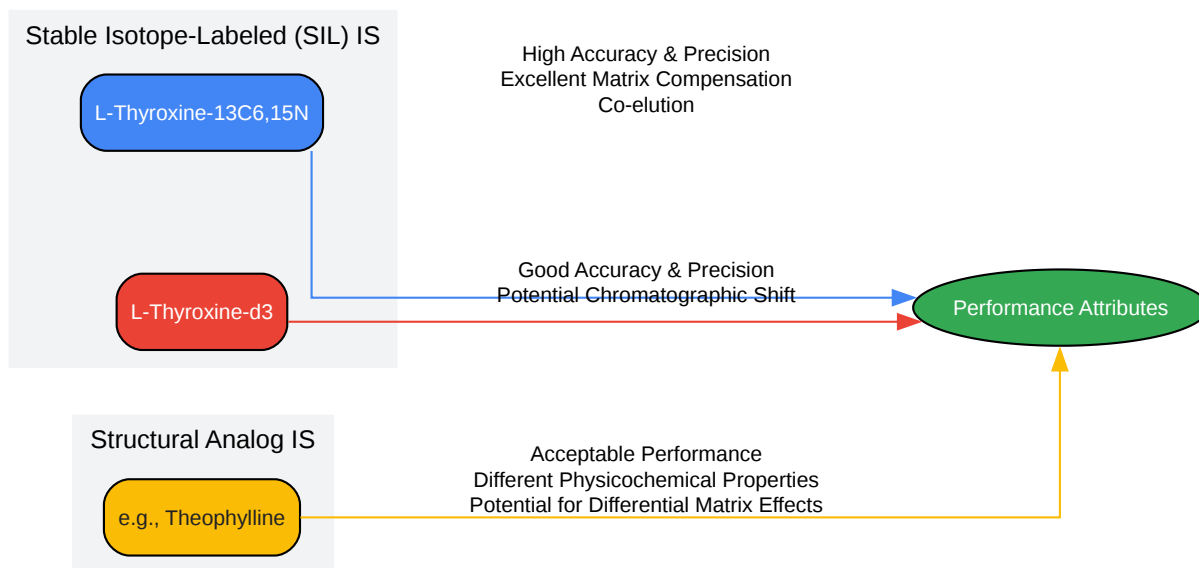 Stable Isotope-Labeled (SIL) IS
L-Thyroxine-13C6,15N
High Accuracy & Precision
Excellent Matrix Compensation
Co-elution
L-Thyroxine-d3
Good Accuracy & Precision
Potential Chromatographic Shift
Performance Attributes
Structural Analog IS
e.g., Theophylline
Acceptable Performance
Different Physicochemical Properties
Potential for Differential Matrix Effects